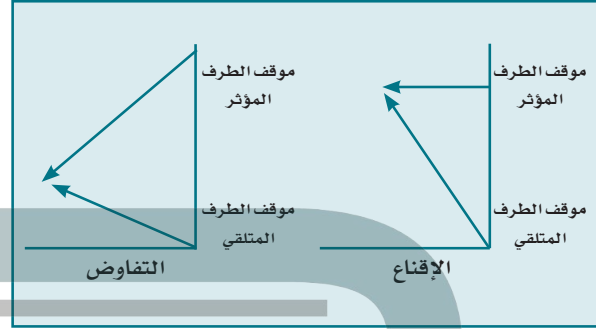 موقف الطرف
المؤثر
موقف الطرف
المتلقي
الإقناع
موقف الطرف
المؤثر
موقف الطرف
المتلقي
التفاوض